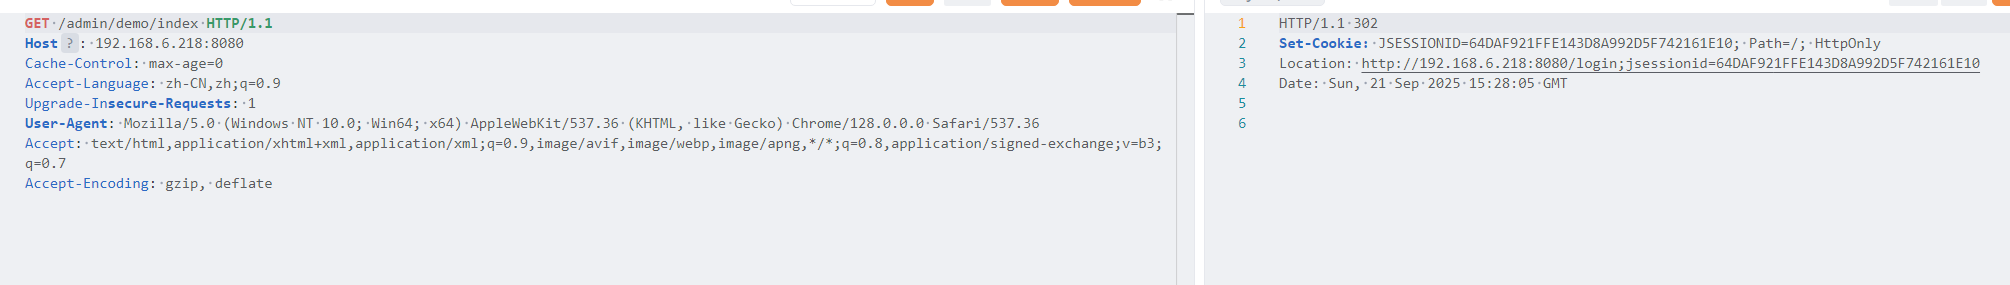 GET /admin/demo/index HTTP/1.1
Host ? : 192.168.6.218:8080
Cache-Control: max-age=0
Accept-Language: zh-CN,zh;q=0.9
Upgrade-Insecure-Requests: 1
User-Agent: Mozilla/5.0 (Windows NT 10.0; Win64; x64) AppleWebKit/537.36 (KHTML, like Gecko) Chrome/128.0.0.0 Safari/537.36
Accept: text/html,application/xhtml+xml,application/xml;q=0.9,image/avif,image/webp,image/apng,*/*;q=0.8,application/signed-exchange;v=b3;
q=0.7
Accept-Encoding: gzip, deflate
1 HTTP/1.1 302
2 Set-Cookie: JSESSIONID=64DAF921FFE143D8A992D5F742161E10; Path=/; HttpOnly
3 Location: http://192.168.6.218:8080/login;jsessionid=64DAF921FFE143D8A992D5F742161E10
4 Date: Sun, 21 Sep 2025 15:28:05 GMT
5
6